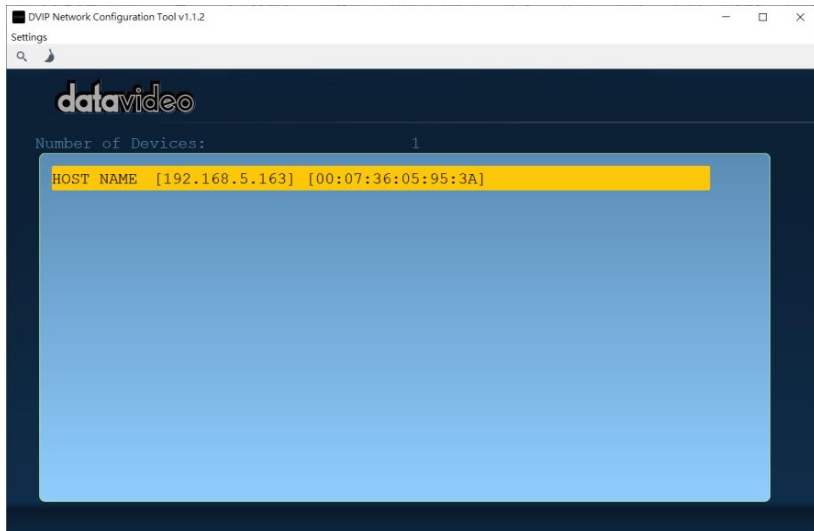 DVIP Network Configuration Tool v1.1.2
Settings
datavideo
Number of Devices: 1
HOST NAME [192.168.5.163] [00:07:36:05:95:3A]